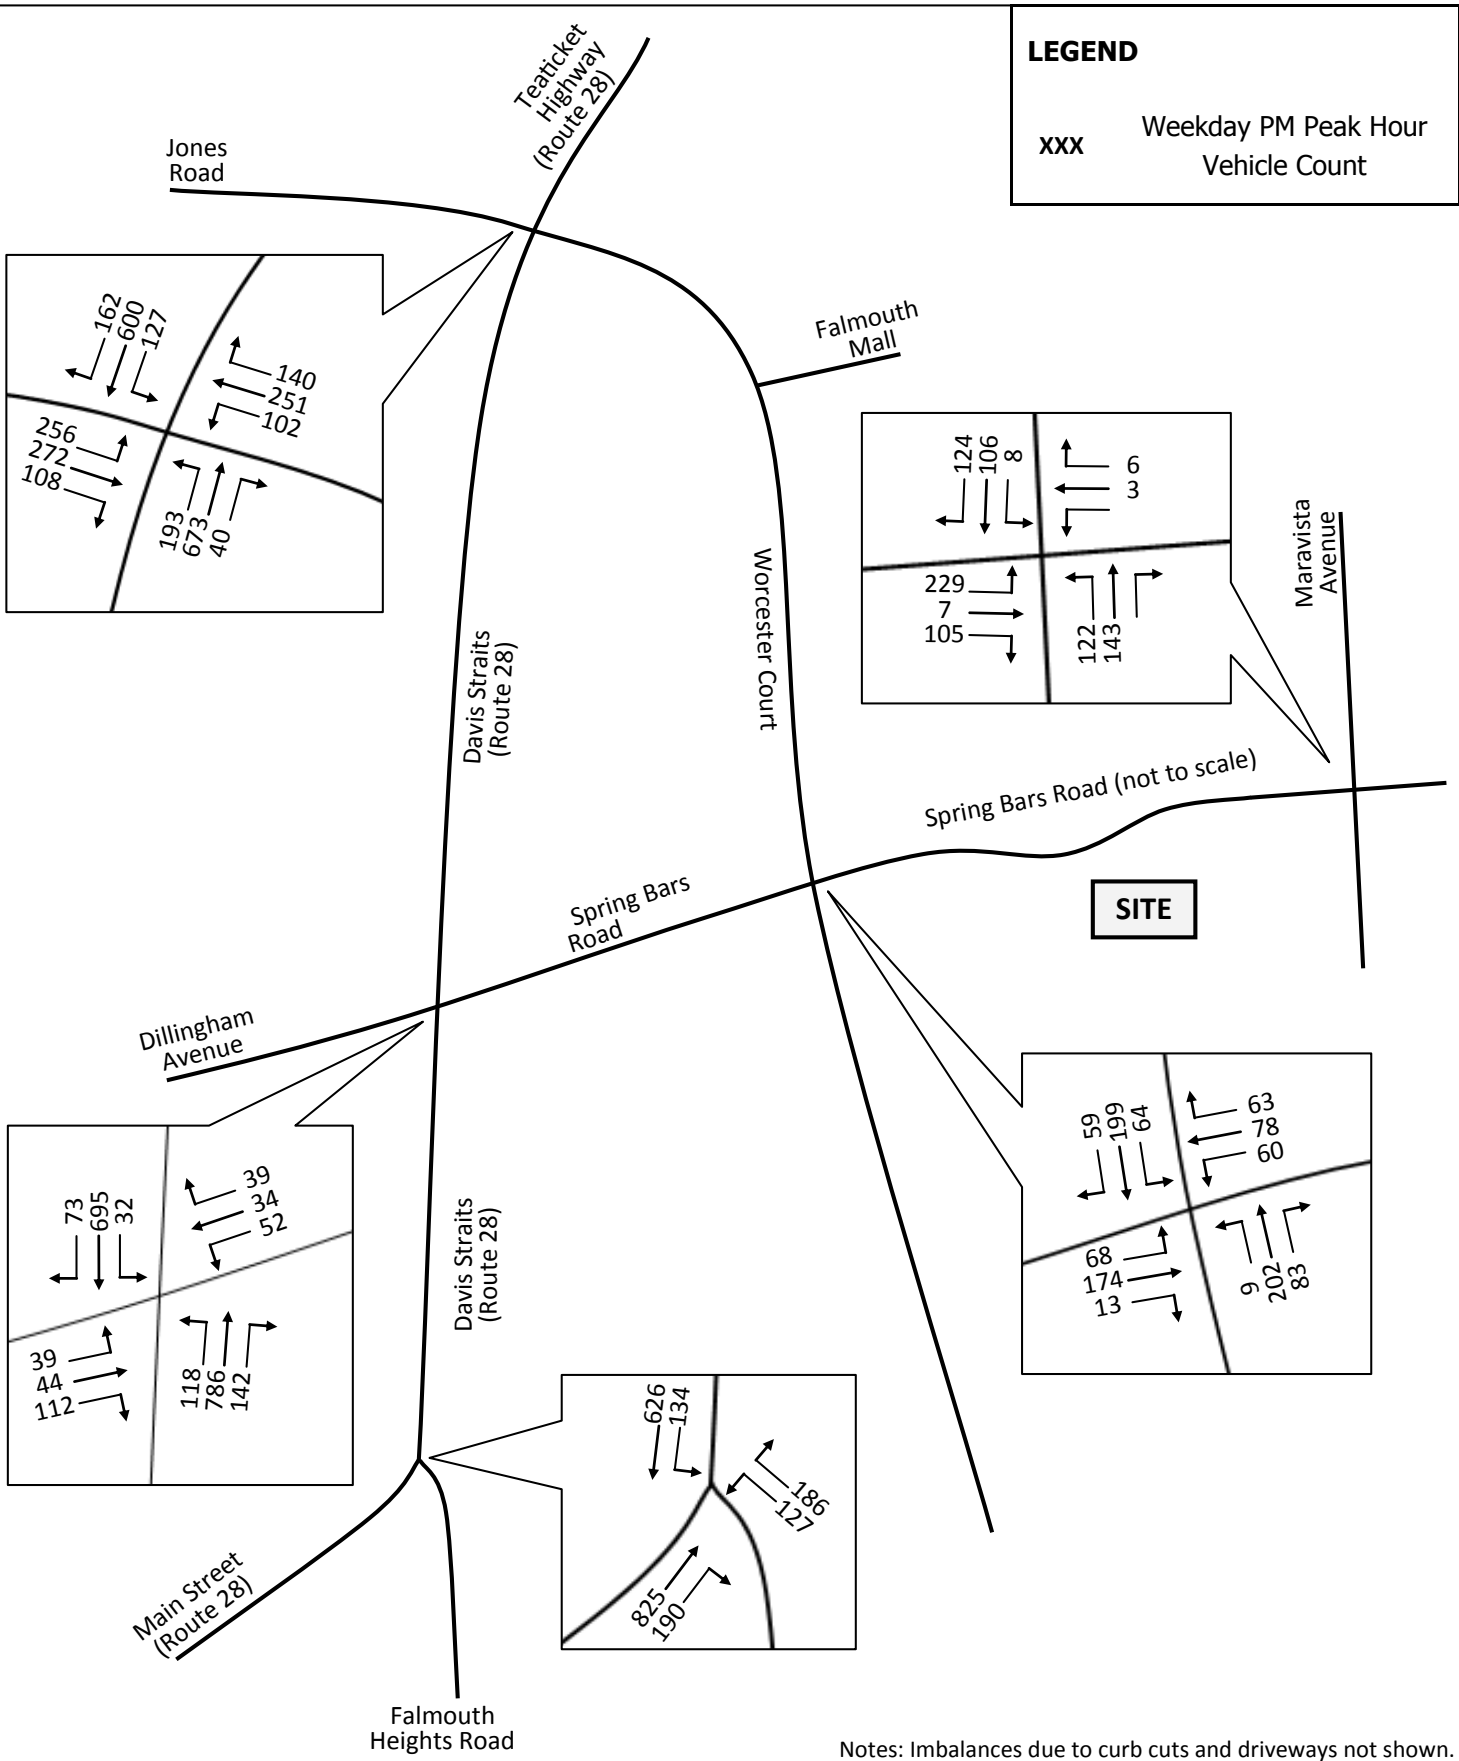 LEGEND
XXX
Weekday PM Peak Hour
Vehicle Count
Teaticket
Highway
(Route 28)
Jones
Road
162
600
127
140
251
102
256
272
108
193
673
40
Falmouth
Mall
124
106
8
6
3
229
7
105
122
143
Maravista
Avenue
Worcester Court
Davis Straits
(Route 28)
Spring Bars Road (not to scale)
SITE
Spring Bars
Road
Dillingham
Avenue
73
695
32
39
34
52
39
44
112
118
786
142
59
199
64
63
78
60
68
174
13
9
202
83
Davis Straits
(Route 28)
626
134
186
127
825
190
Main Street
(Route 28)
Falmouth
Heights Road
Notes: Imbalances due to curb cuts and driveways not shown.